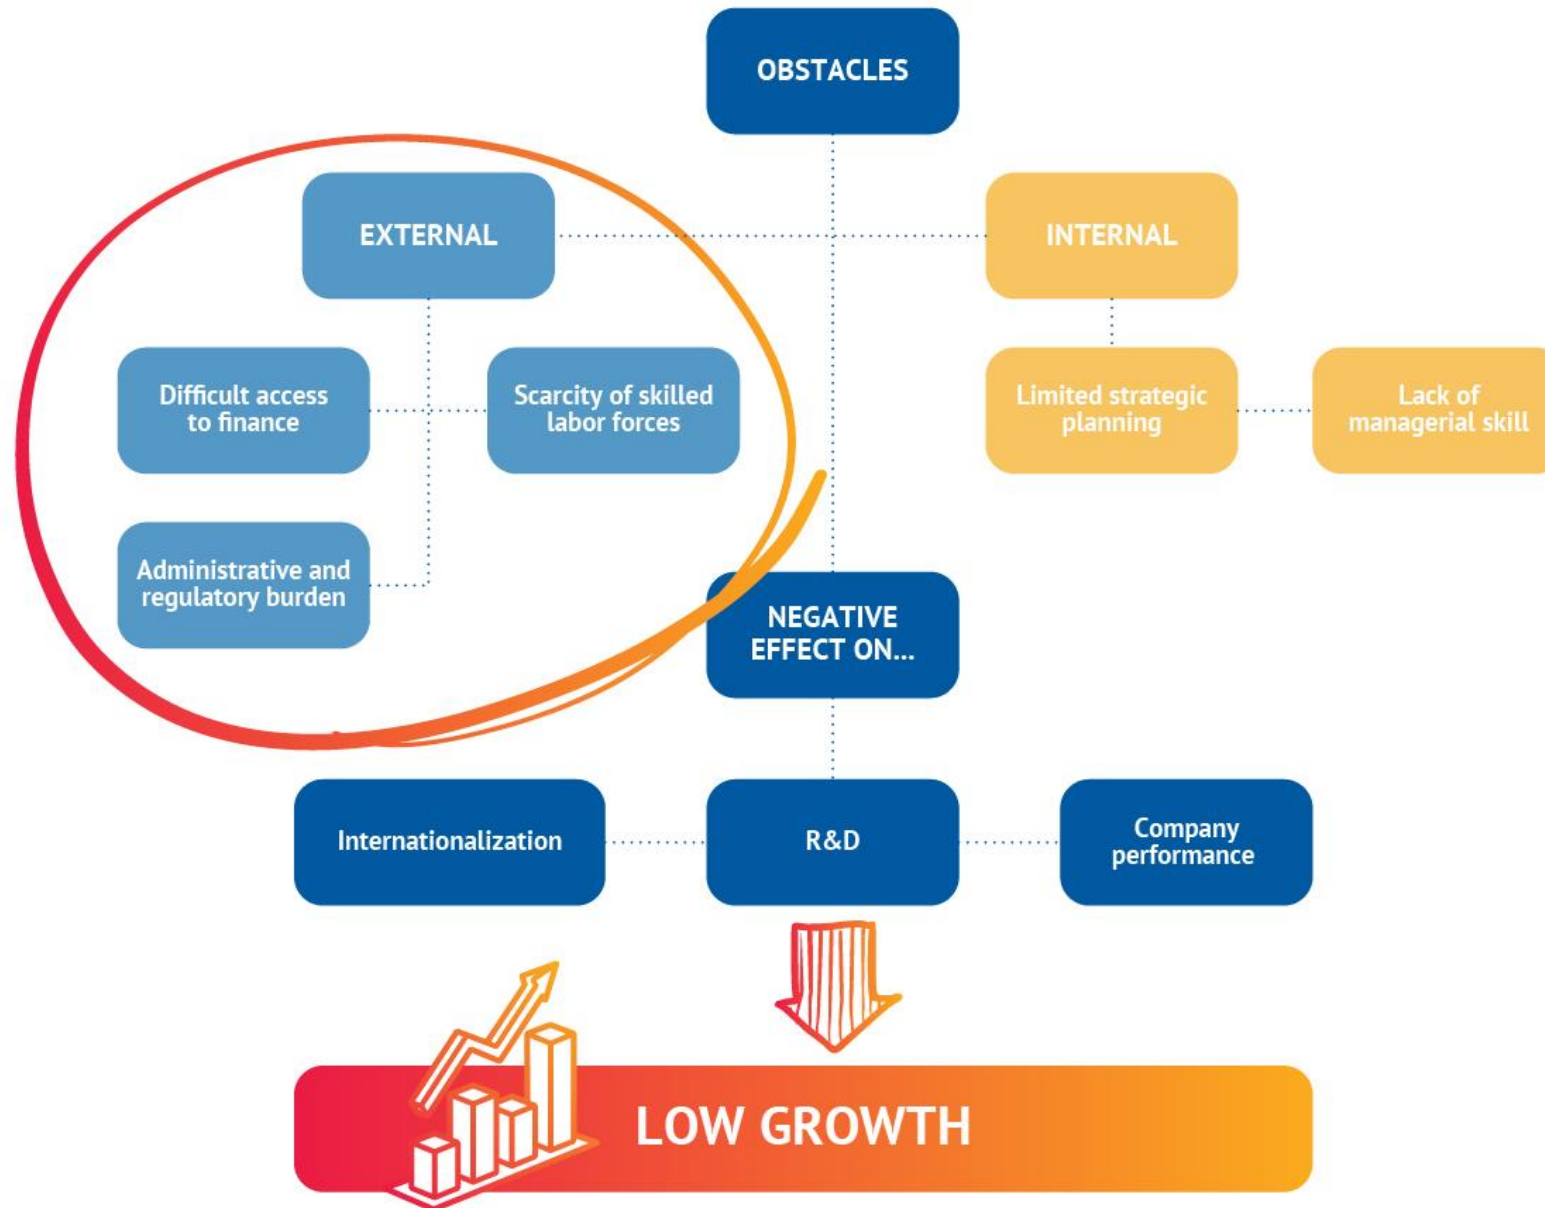 OBSTACLES
EXTERNAL
INTERNAL
Difficult access
to finance
Scarcity of skilled
labor forces
Limited strategic
planning
Lack of
managerial skill
Administrative and
regulatory burden
NEGATIVE
EFFECT ON...
Internationalization
R&D
Company
performance
LOW GROWTH